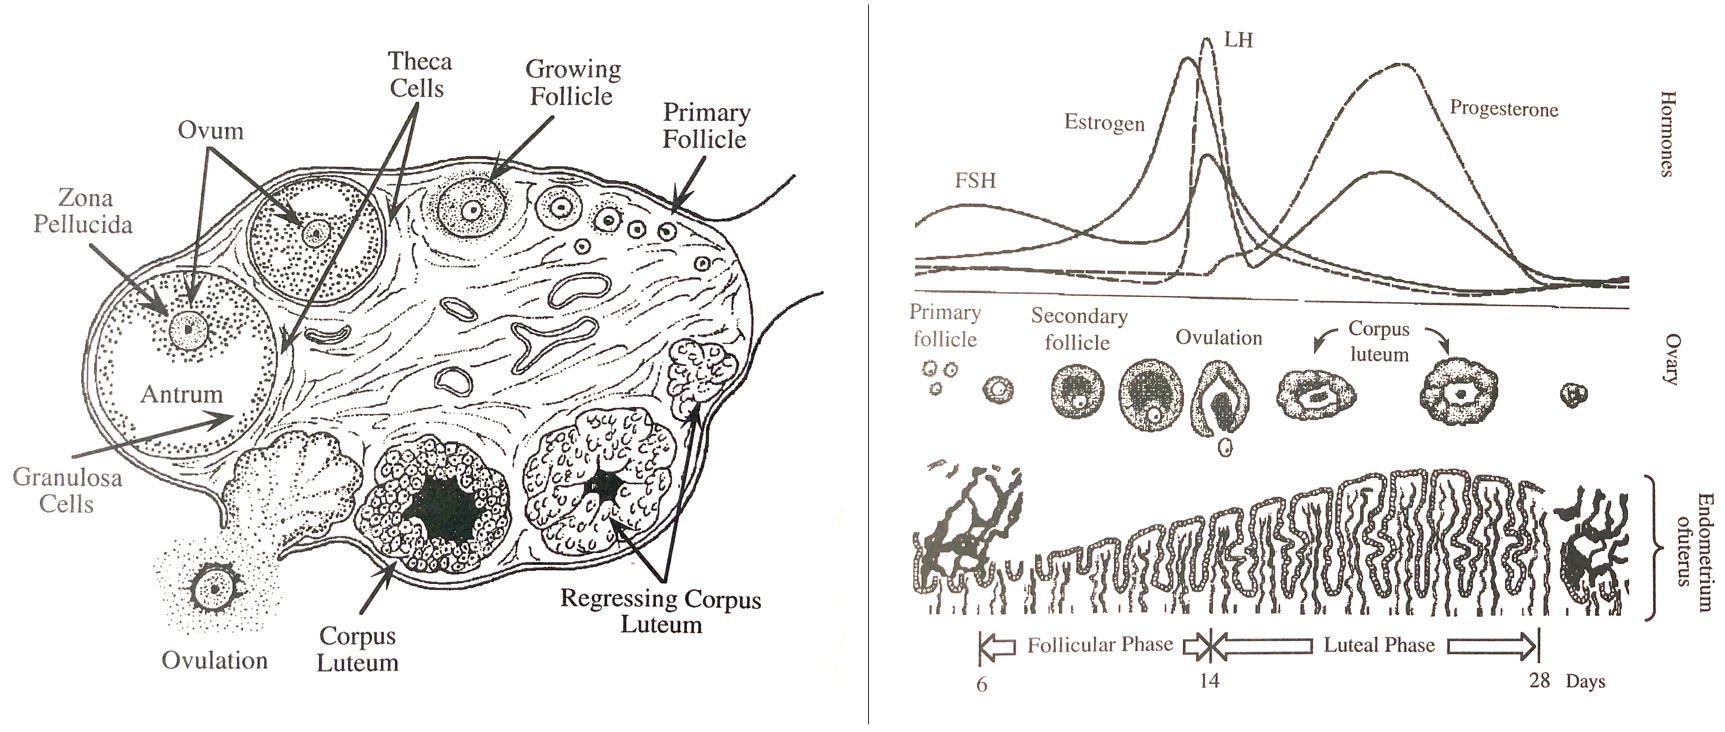 Theca
Cells
Growing
Follicle
Primary
Follicle
Ovum
Zona
Pellucida
Antrum
Granulosa
Cells
Ovulation
Corpus
Luteum
Regressing Corpus
Luteum
LH
Estrogen
Progesterone
FSH
Hormones
Primary
follicle
Secondary
follicle
Ovulation
Corpus
luteum
Ovary
Endometrium
ofuterus
Follicular Phase
Luteal Phase
6
14
28 Days